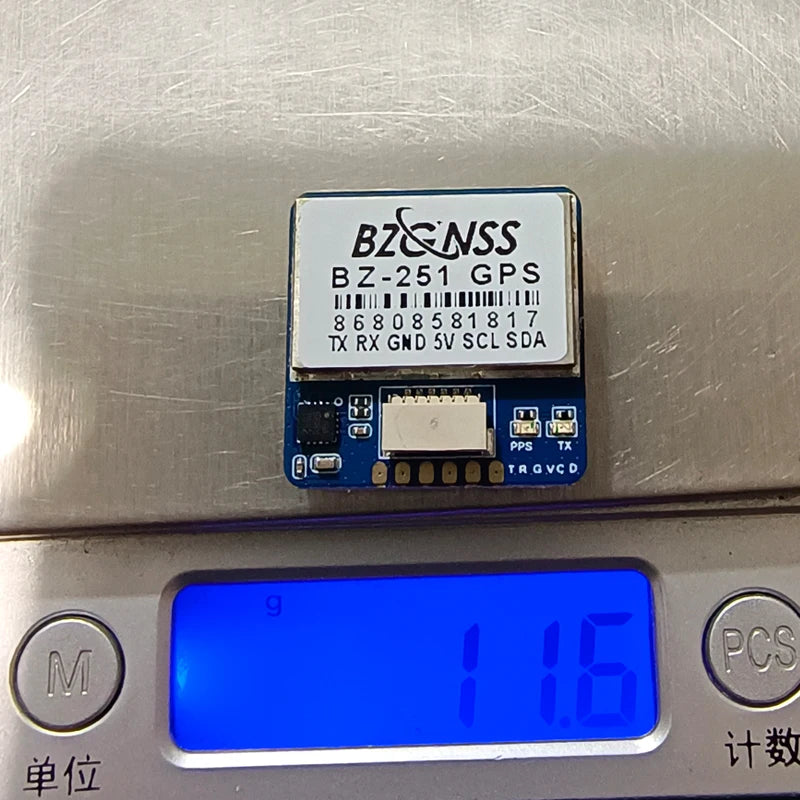 BZGNSS
BZ-251 GPS
86808581817
TX RX GND 5V SCL SDA
PPS TX
T R G V C D
g
11.6
M
PCS
单位
计数